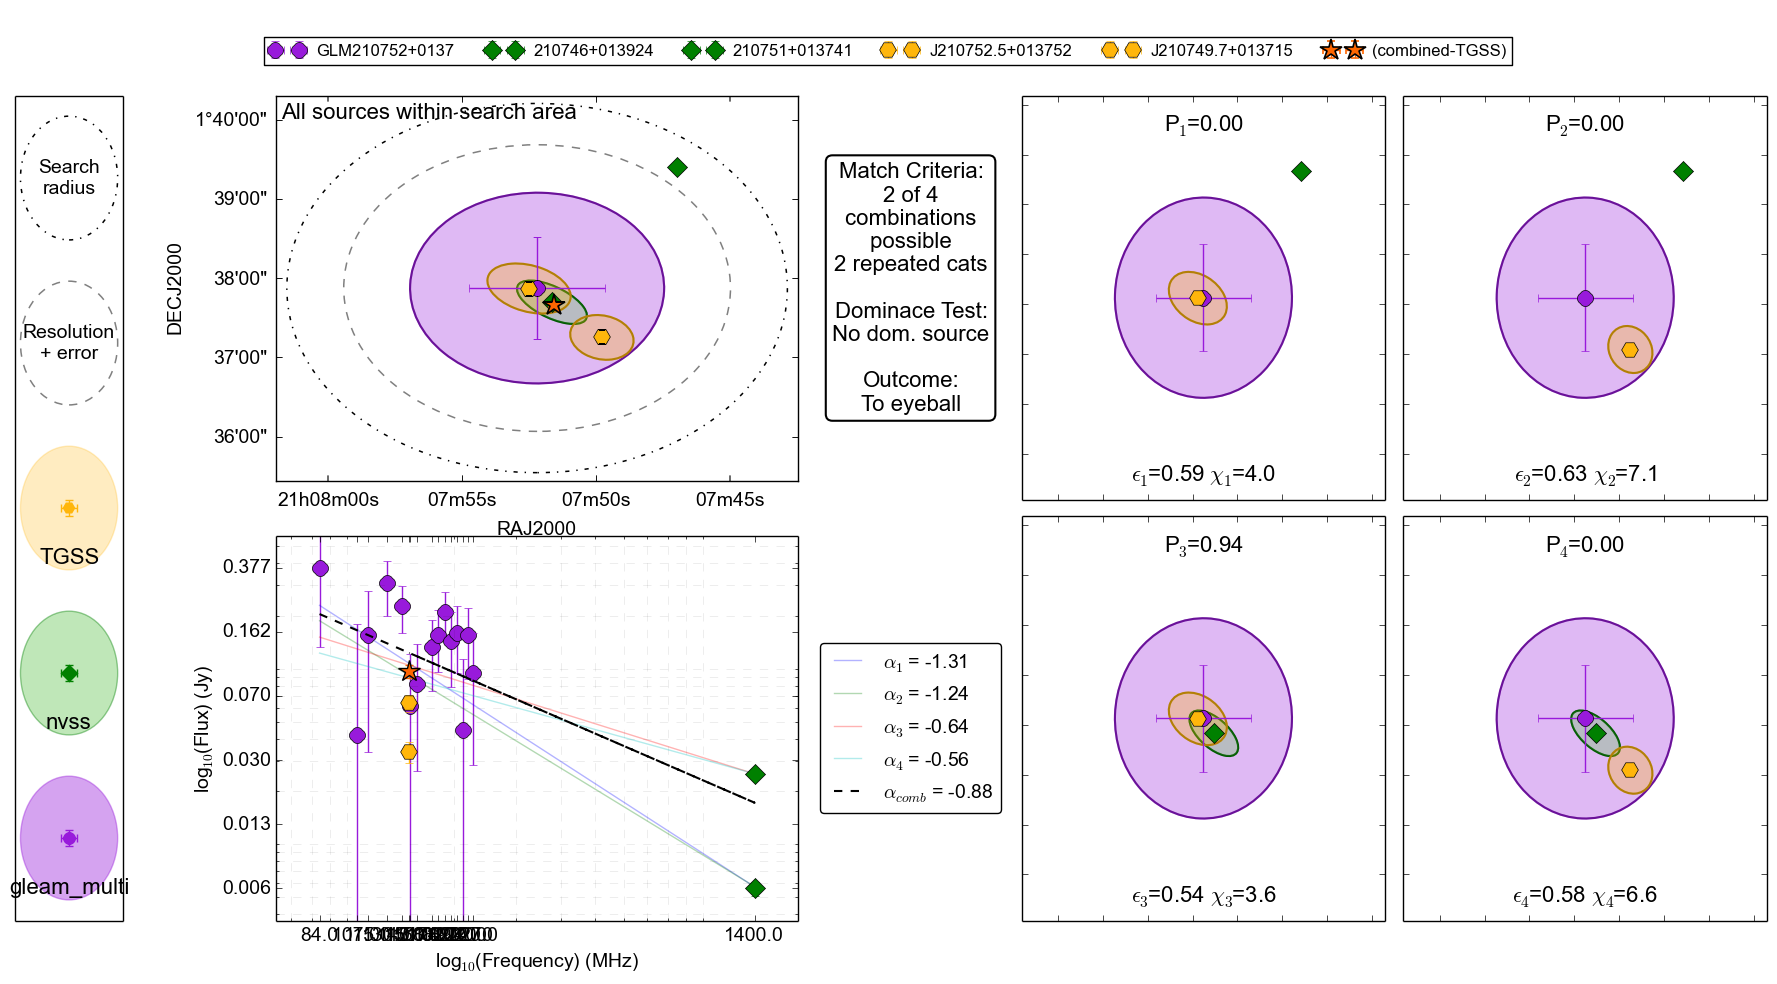 GLM210752+0137 210746+013924 210751+013741 J210752.5+013752 J210749.7+013715 (combined-TGSS)
Search
radius
Resolution
+ error
TGSS
nvss
gleam_multi
All sources within search area
1°40'00"
39'00"
38'00"
37'00"
36'00"
DECJ2000
21h08m00s 07m55s 07m50s 07m45s
RAJ2000
Match Criteria:
2 of 4
combinations
possible
2 repeated cats
Dominace Test:
No dom. source
Outcome:
To eyeball
P1=0.00
ϵ1=0.59 χ1=4.0
P2=0.00
ϵ2=0.63 χ2=7.1
P3=0.94
ϵ3=0.54 χ3=3.6
P4=0.00
ϵ4=0.58 χ4=6.6
0.377
0.162
0.070
0.030
0.013
0.006
log10(Flux) (Jy)
84.0 1400.0
log10(Frequency) (MHz)
α1 = -1.31
α2 = -1.24
α3 = -0.64
α4 = -0.56
αcomb = -0.88